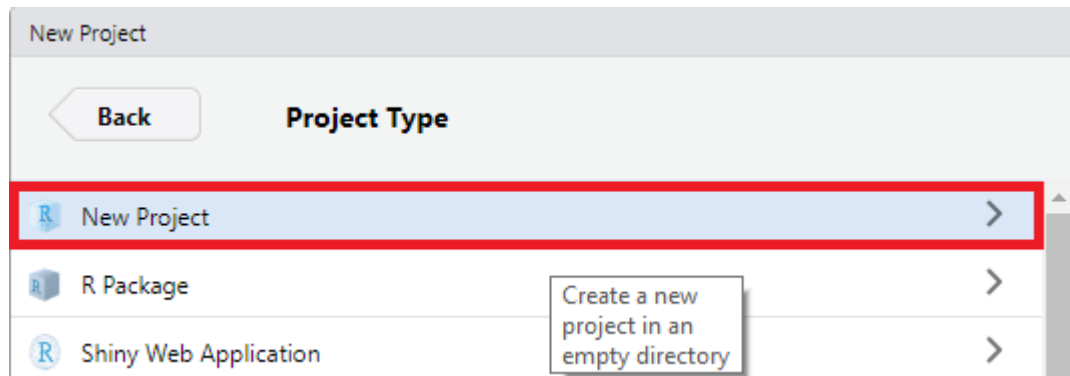 New Project
Back
Project Type
R New Project
R R Package
Create a new
project in an
empty directory
R Shiny Web Application